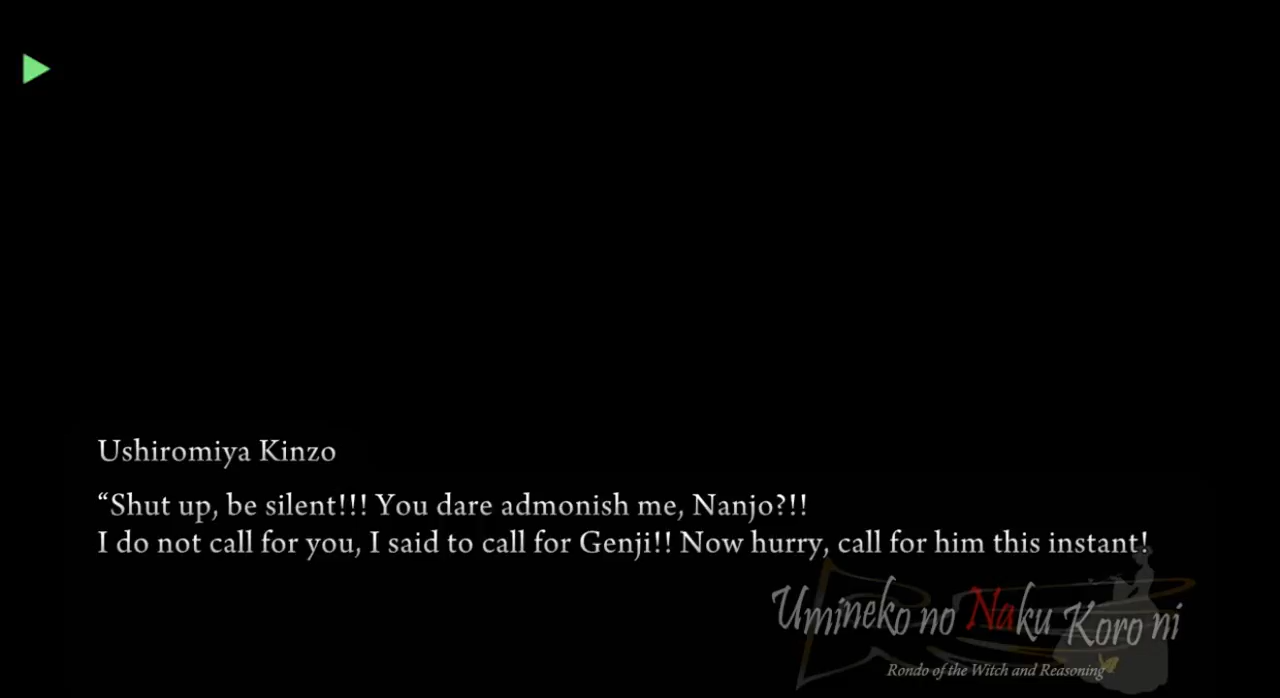 Ushiromiya Kinzo
“Shut up, be silent!!! You dare admonish me, Nanjo?!!
I do not call for you, I said to call for Genji!! Now hurry, call for him this instant!
Umineko no Naku Koro ni
Rondo of the Witch and Reasoning